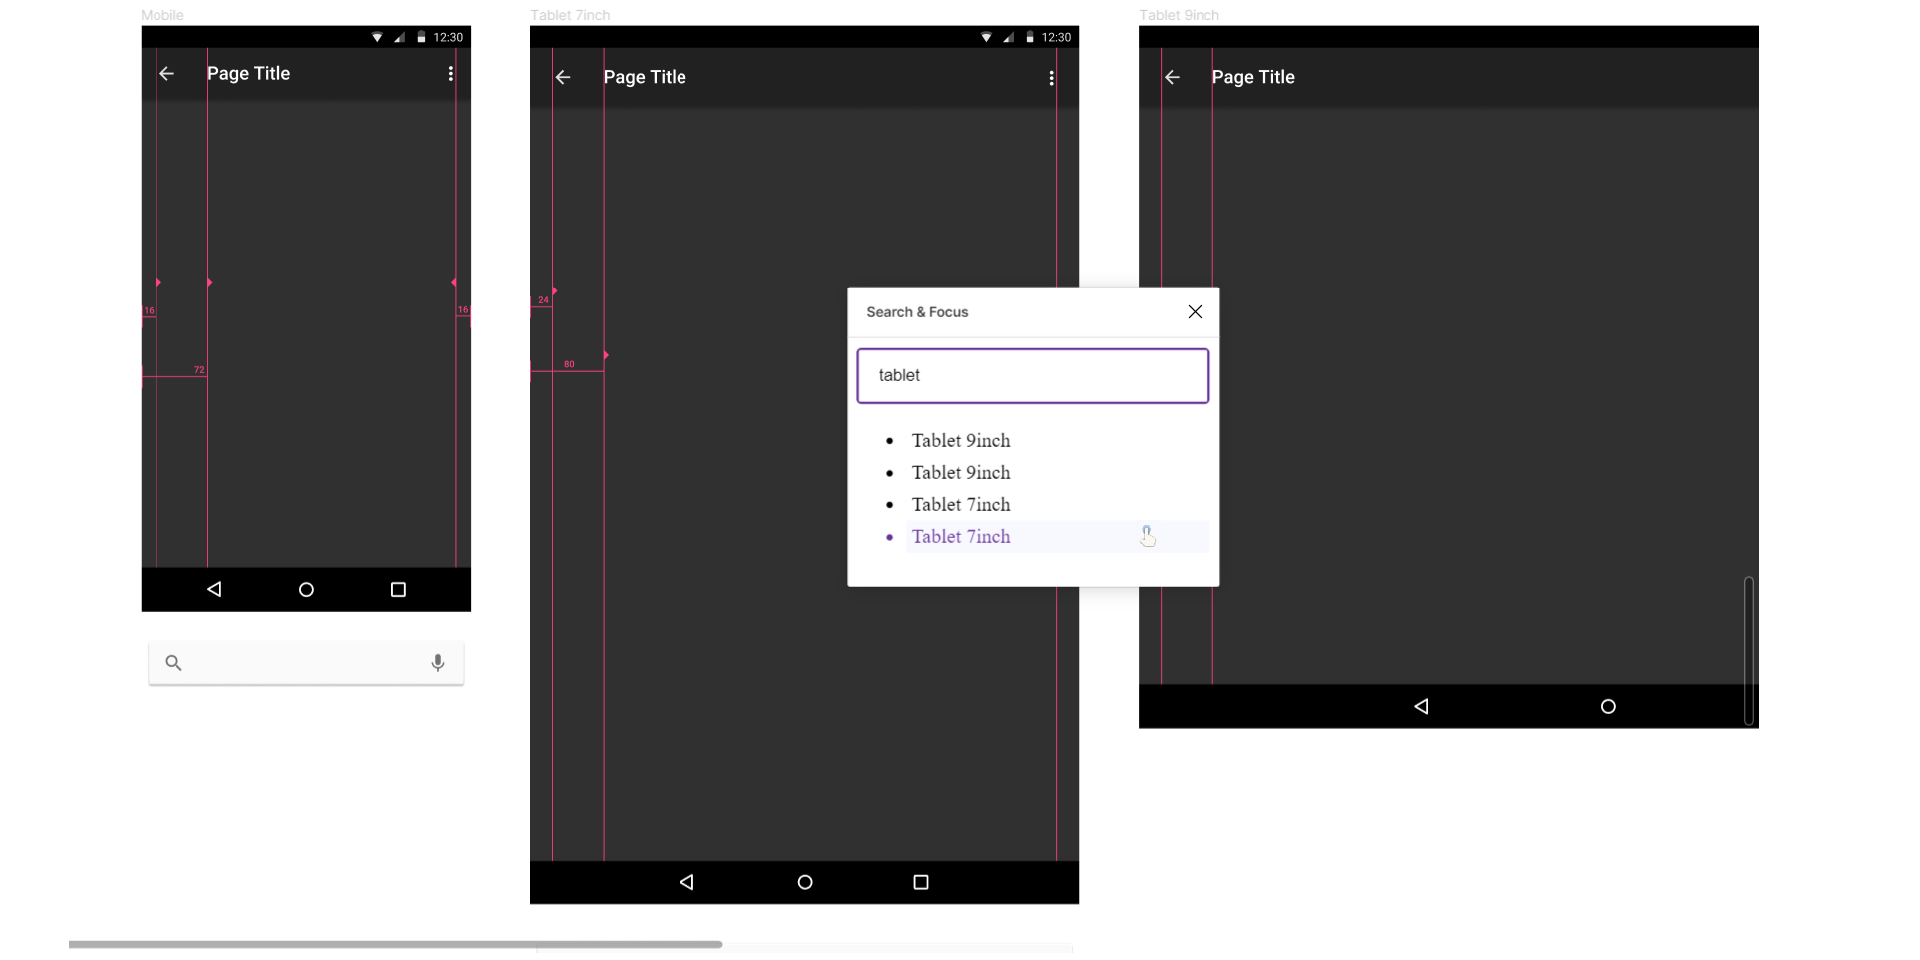 Mobile
12:30
Page Title
16
16
72
Tablet 7inch
12:30
Page Title
24
80
Tablet 9inch
Page Title
Search & Focus
tablet
Tablet 9inch
Tablet 9inch
Tablet 7inch
Tablet 7inch